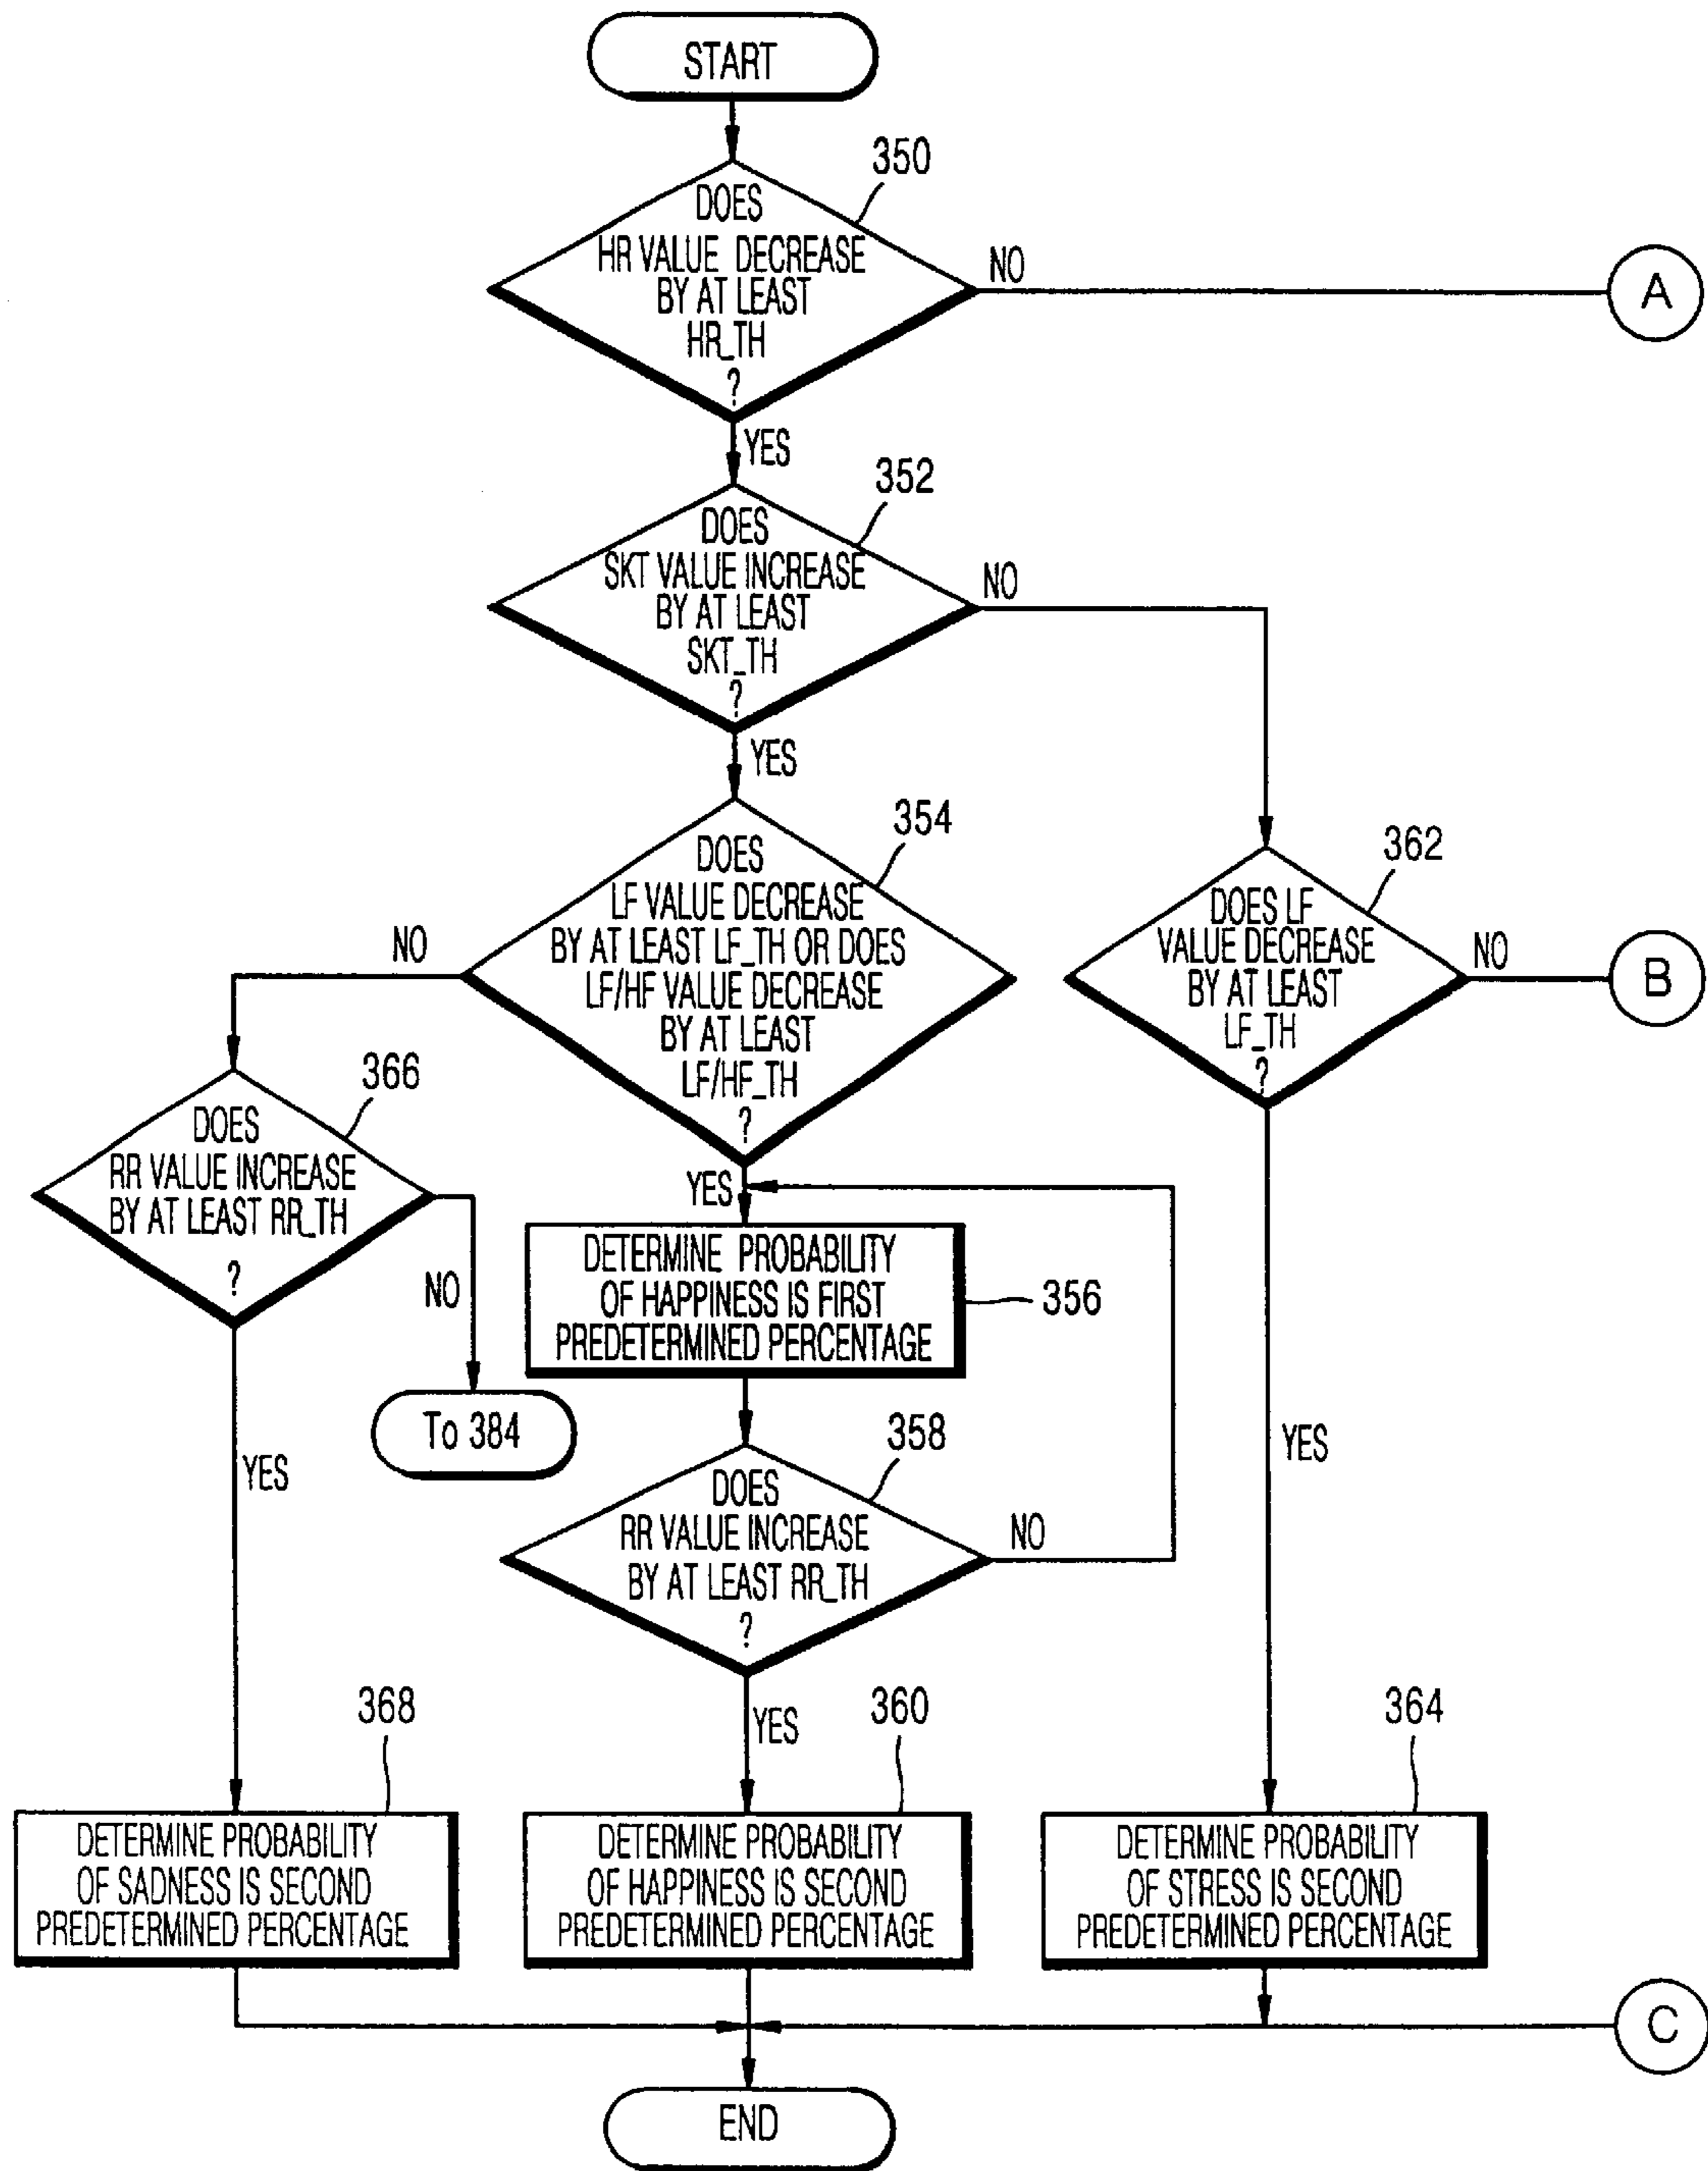 START
350
DOES
HR VALUE DECREASE
BY AT LEAST
HR_TH
?
NO
A
YES
352
DOES
SKT VALUE INCREASE
BY AT LEAST
SKT_TH
?
NO
YES
354
DOES
LF VALUE DECREASE
BY AT LEAST LF_TH OR DOES
LF/HF VALUE DECREASE
BY AT LEAST
LF/HF_TH
?
NO
362
DOES LF
VALUE DECREASE
BY AT LEAST
LF_TH
?
NO
B
366
DOES
RR VALUE INCREASE
BY AT LEAST RR_TH
?
NO
To 384
YES
YES
DETERMINE PROBABILITY
OF HAPPINESS IS FIRST
PREDETERMINED PERCENTAGE
356
358
DOES
RR VALUE INCREASE
BY AT LEAST RR_TH
?
NO
YES
YES
368
DETERMINE PROBABILITY
OF SADNESS IS SECOND
PREDETERMINED PERCENTAGE
360
DETERMINE PROBABILITY
OF HAPPINESS IS SECOND
PREDETERMINED PERCENTAGE
364
DETERMINE PROBABILITY
OF STRESS IS SECOND
PREDETERMINED PERCENTAGE
C
END